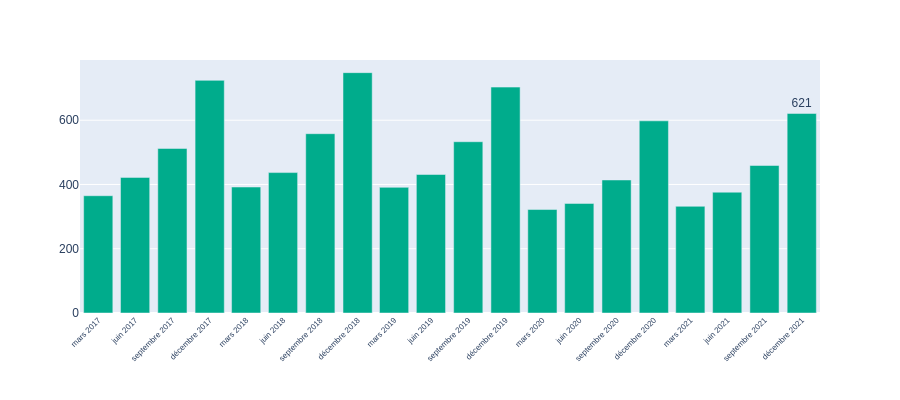 621
600
400
200
0
mars 2017
juin 2017
septembre 2017
décembre 2017
mars 2018
juin 2018
septembre 2018
décembre 2018
mars 2019
juin 2019
septembre 2019
décembre 2019
mars 2020
juin 2020
septembre 2020
décembre 2020
mars 2021
juin 2021
septembre 2021
décembre 2021